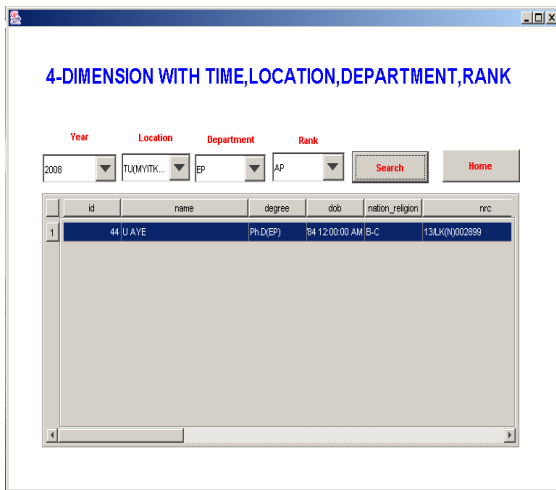 4-DIMENSION WITH TIME,LOCATION,DEPARTMENT,RANK
Year Location Department Rank
2008 TU(MYITK... EP AP Search Home
id name degree dob nation_religion nrc
1 44 U AYE Ph.D(EP) '84 12:00:00 AM B-C 13/LK(N)002899